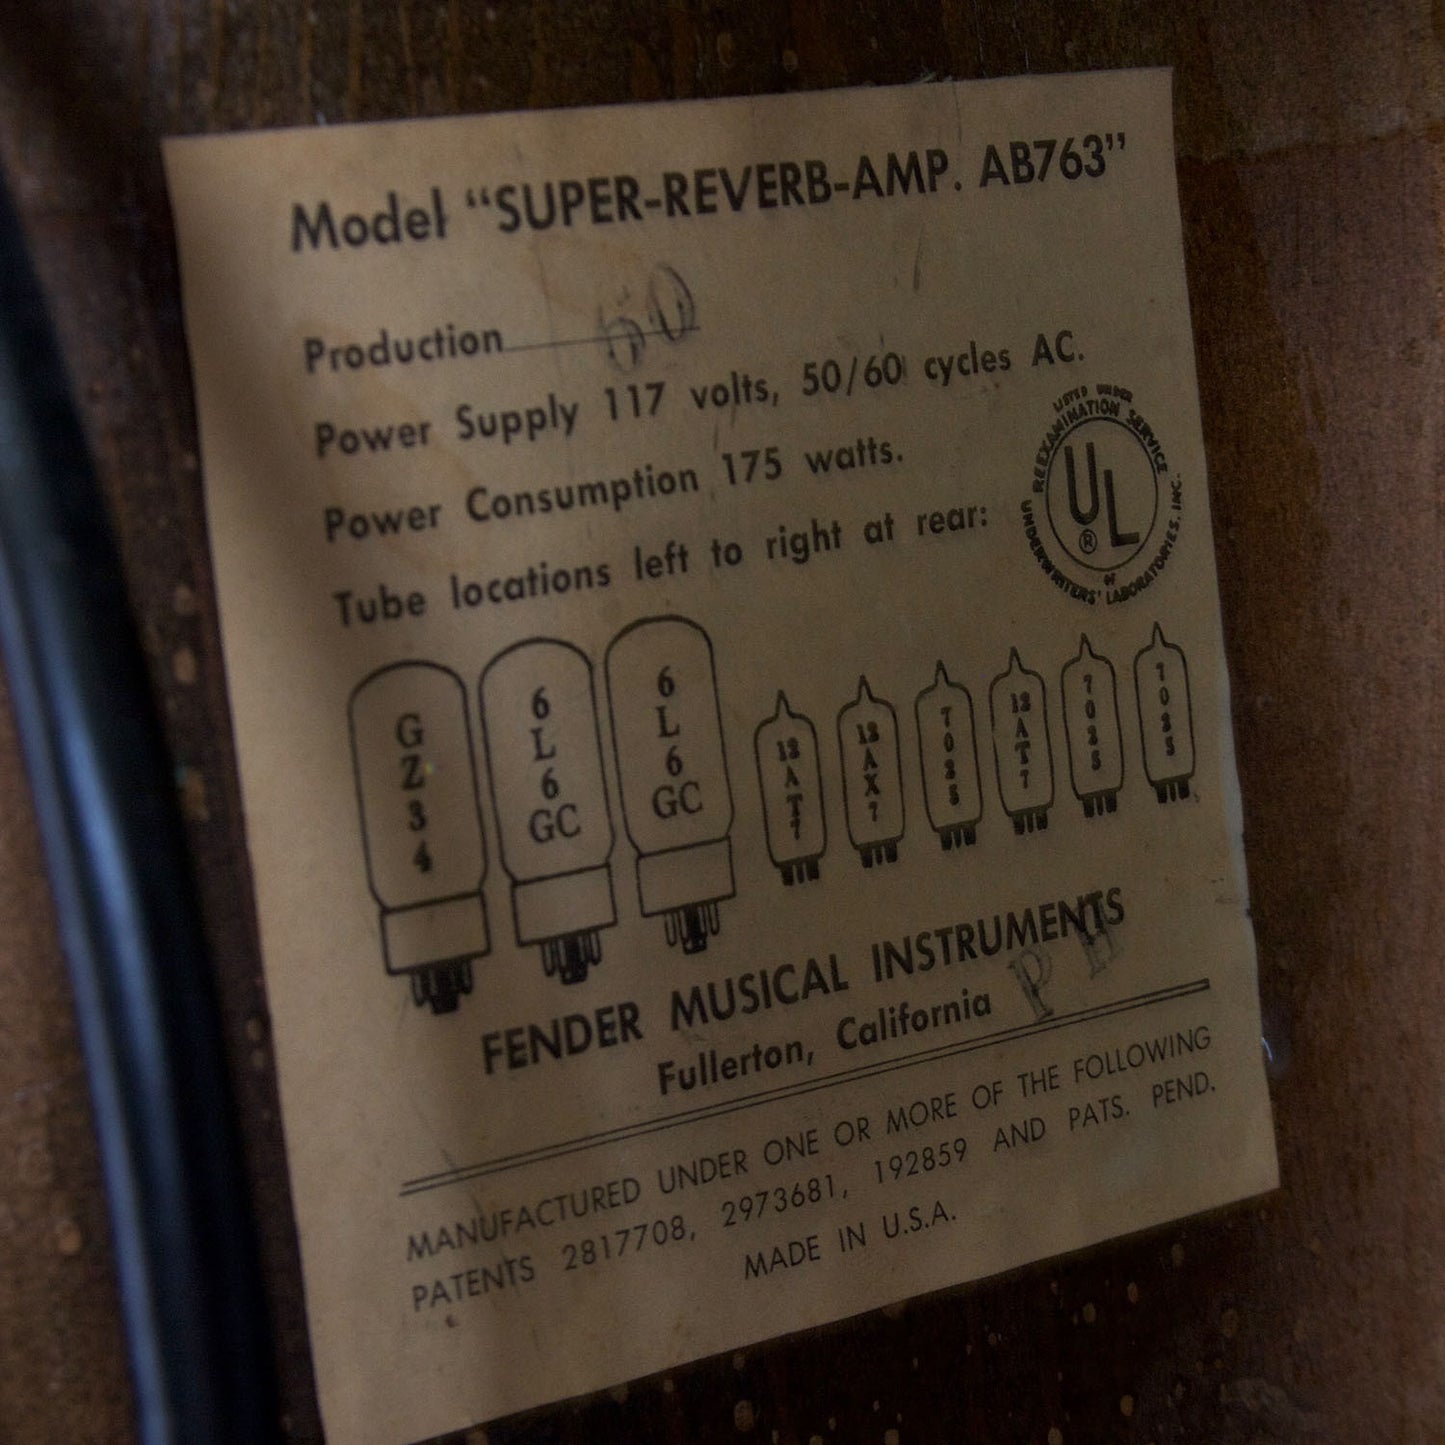 Model "SUPER-REVERB-AMP. AB763"
Production 60
Power Supply 117 volts, 50/60 cycles AC.
Power Consumption 175 watts.
Tube locations left to right at rear:
LISTED UNDER
REEXAMINATION SERVICE
UL ®
OF
UNDERWRITERS' LABORATORIES, INC.
GZ34 6L6GC 6L6GC 12AT7 12AX7 7025 12AT7 7025 7025
FENDER MUSICAL INSTRUMENTS
Fullerton, California
P H
MANUFACTURED UNDER ONE OR MORE OF THE FOLLOWING
PATENTS 2817708, 2973681, 192859 AND PATS. PEND.
MADE IN U.S.A.